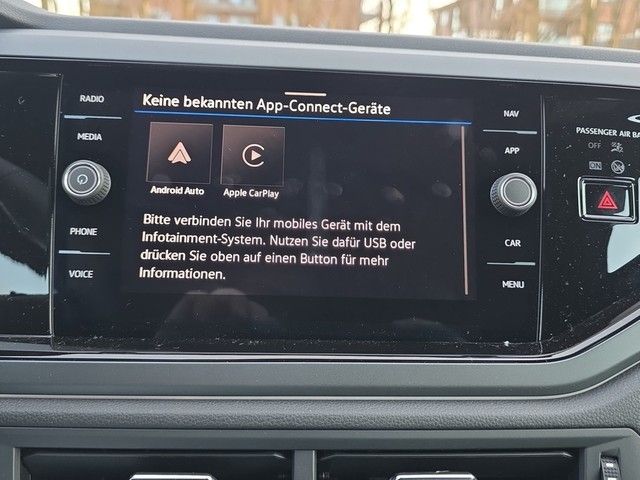 RADIO
MEDIA
PHONE
VOICE
Keine bekannten App-Connect-Geräte
Android Auto
Apple CarPlay
Bitte verbinden Sie Ihr mobiles Gerät mit dem
Infotainment-System. Nutzen Sie dafür USB oder
drücken Sie oben auf einen Button für mehr
Informationen.
NAV
APP
CAR
MENU
PASSENGER AIR BA
OFF
ON